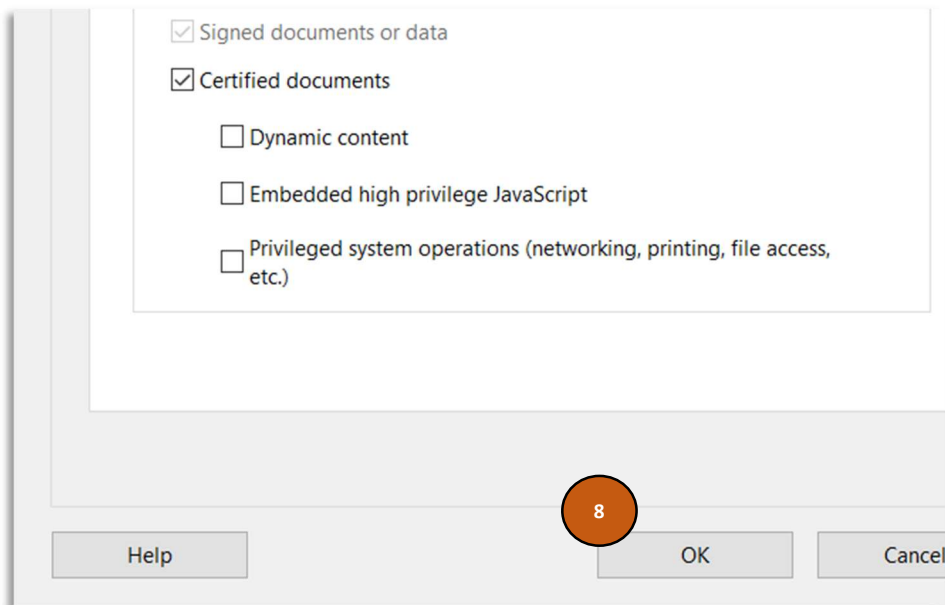 Signed documents or data
Certified documents
Dynamic content
Embedded high privilege JavaScript
Privileged system operations (networking, printing, file access,
etc.)
8
Help
OK
Cancel